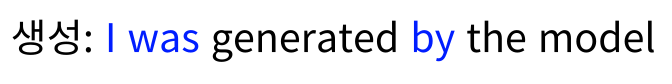 생성: I was generated by the model